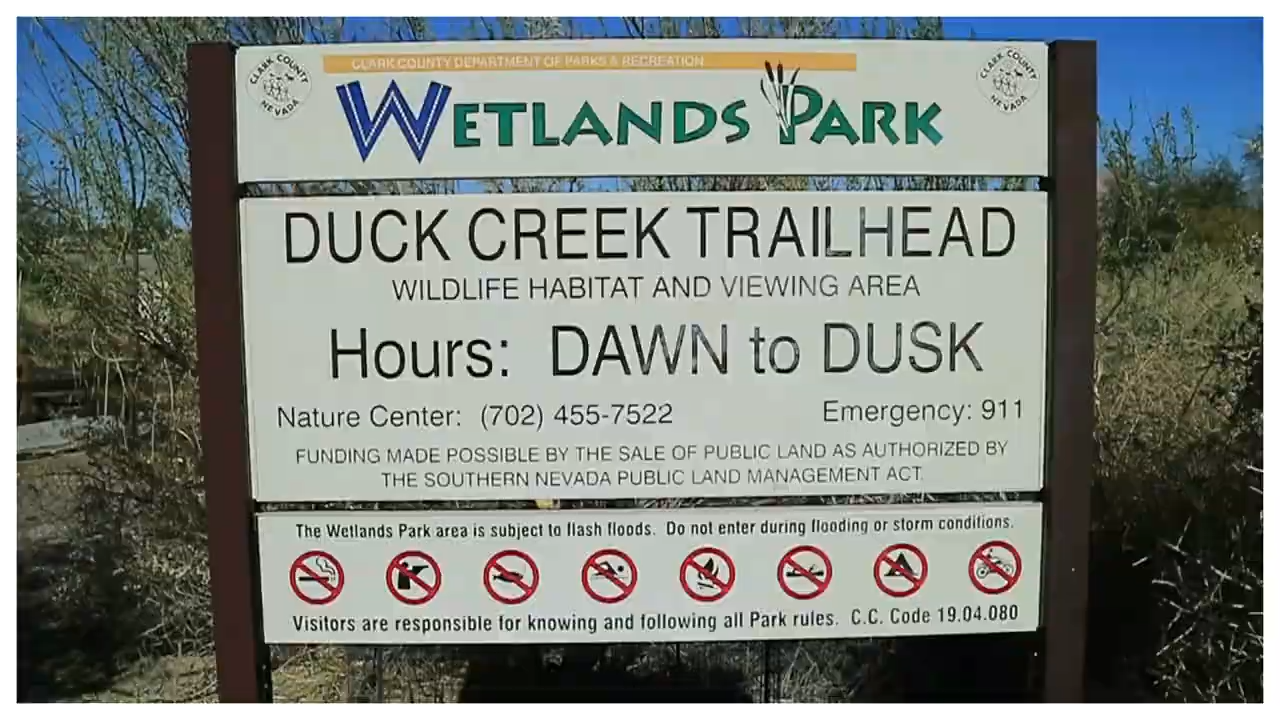 CLARK COUNTY DEPARTMENT OF PARKS & RECREATION
CLARK COUNTY
NEVADA
WETLANDS PARK
CLARK COUNTY
NEVADA
DUCK CREEK TRAILHEAD
WILDLIFE HABITAT AND VIEWING AREA
Hours: DAWN to DUSK
Nature Center: (702) 455-7522 Emergency: 911
FUNDING MADE POSSIBLE BY THE SALE OF PUBLIC LAND AS AUTHORIZED BY
THE SOUTHERN NEVADA PUBLIC LAND MANAGEMENT ACT.
The Wetlands Park area is subject to flash floods. Do not enter during flooding or storm conditions.
Visitors are responsible for knowing and following all Park rules. C.C. Code 19.04.080